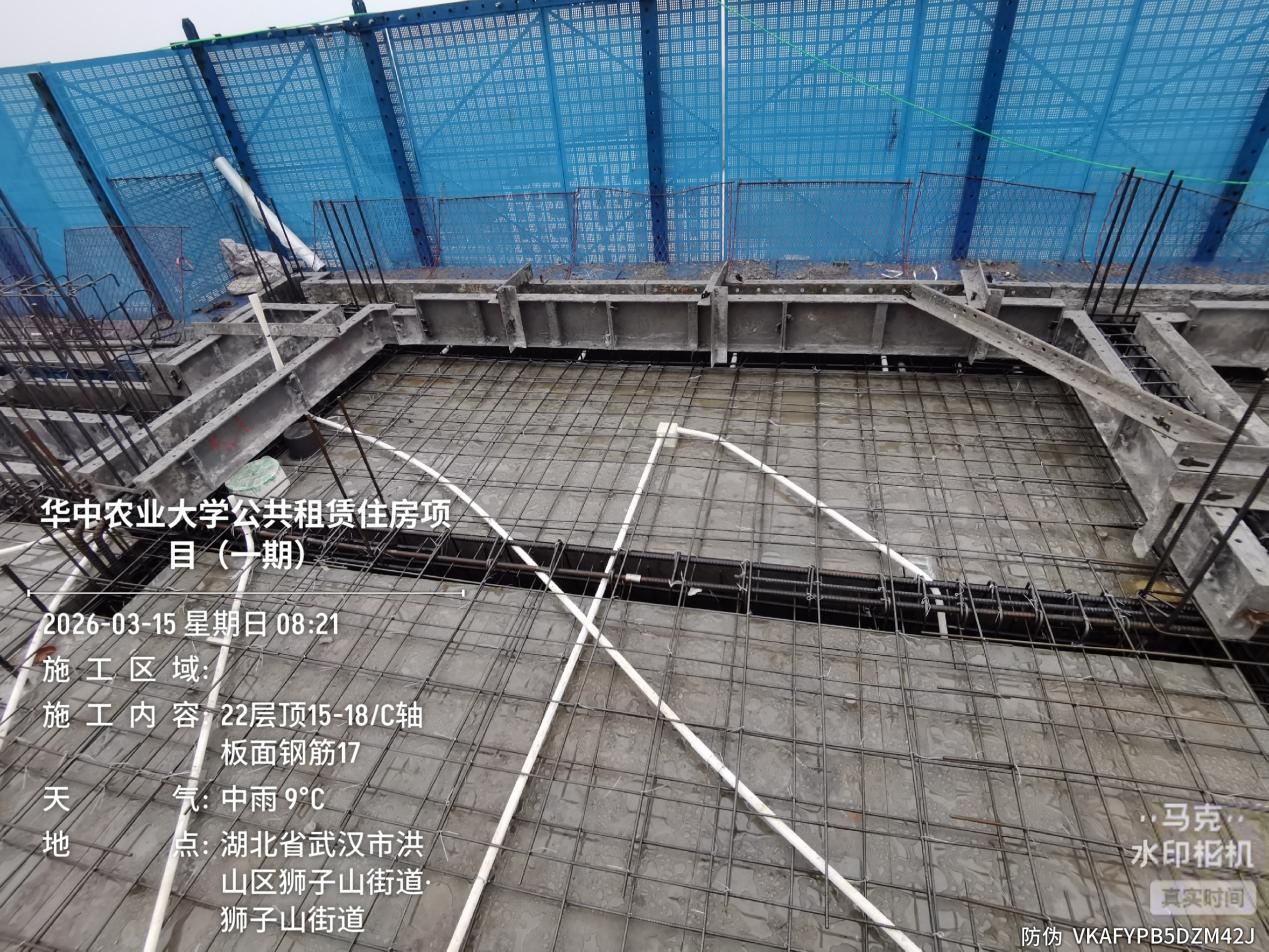 华中农业大学公共租赁住房项
目（一期）
2026-03-15 星期日 08:21
施工区域:
施工内容: 22层顶15-18/C轴
板面钢筋17
天气: 中雨 9°C
地点: 湖北省武汉市洪
山区狮子山街道·
狮子山街道
马克
水印相机
真实时间
防伪 VKAFYPB5DZM42J